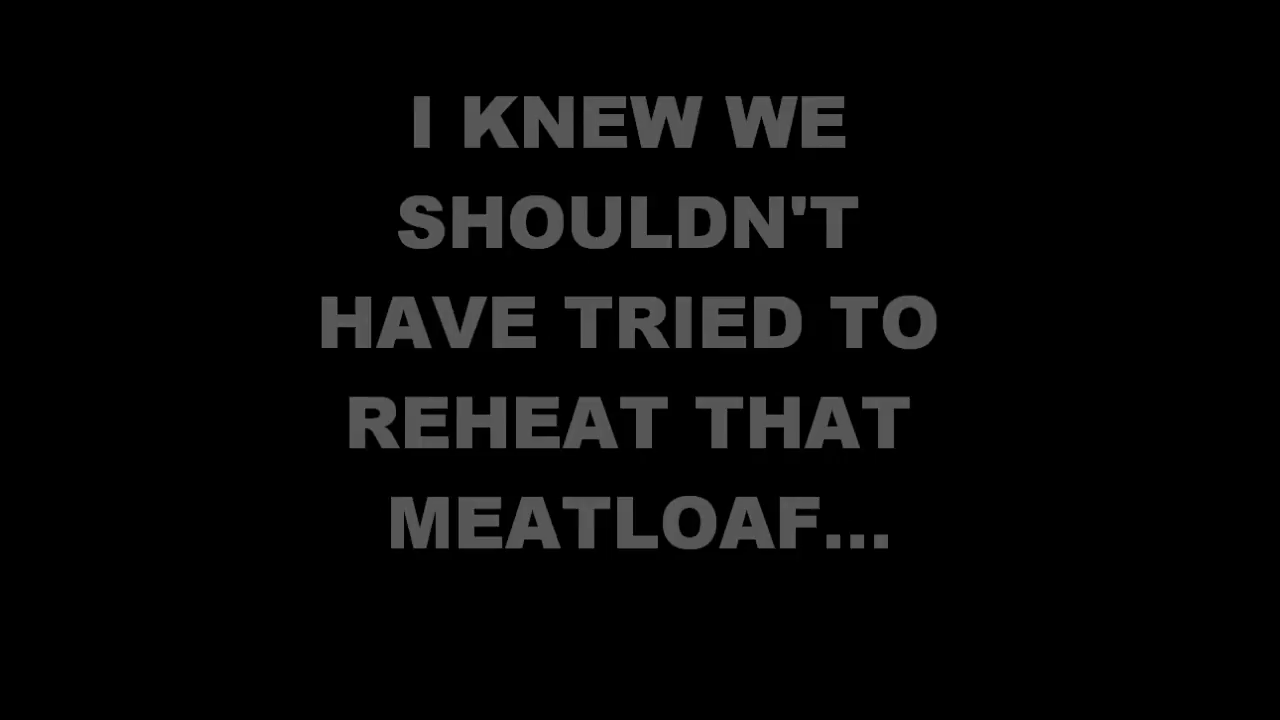 I KNEW WE
SHOULDN'T
HAVE TRIED TO
REHEAT THAT
MEATLOAF...